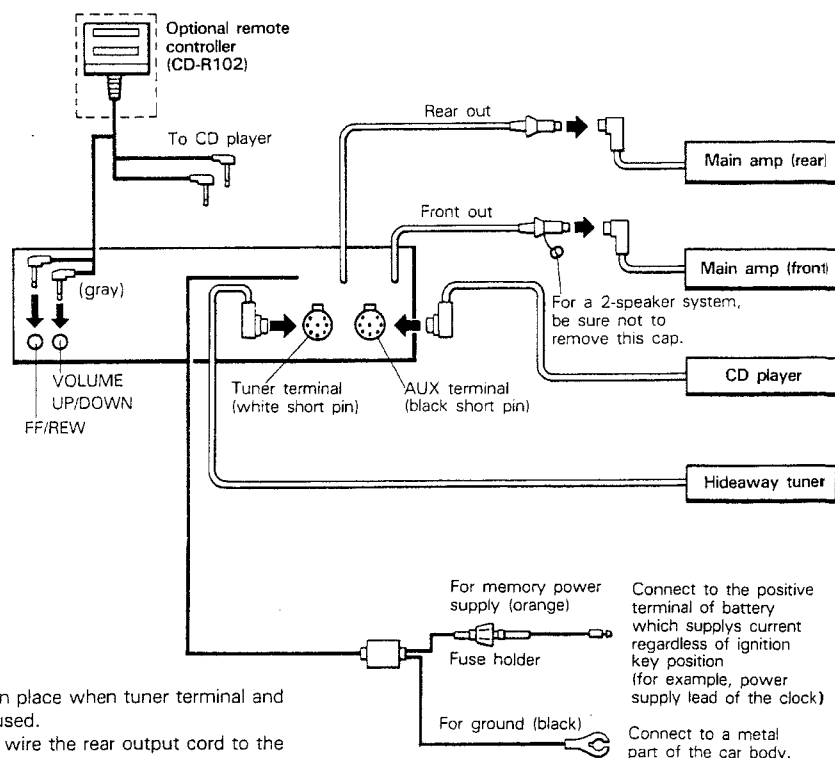 Optional remote
controller
(CD-R102)
To CD player
Rear out
Main amp (rear)
Front out
Main amp (front)
(gray)
For a 2-speaker system,
be sure not to
remove this cap.
VOLUME
UP/DOWN
FF/REW
Tuner terminal
(white short pin)
AUX terminal
(black short pin)
CD player
Hideaway tuner
For memory power
supply (orange)
Fuse holder
Connect to the positive
terminal of battery
which supplys current
regardless of ignition
key position
(for example, power
supply lead of the clock)
For ground (black)
Connect to a metal
part of the car body.
n place when tuner terminal and
used.
wire the rear output cord to the